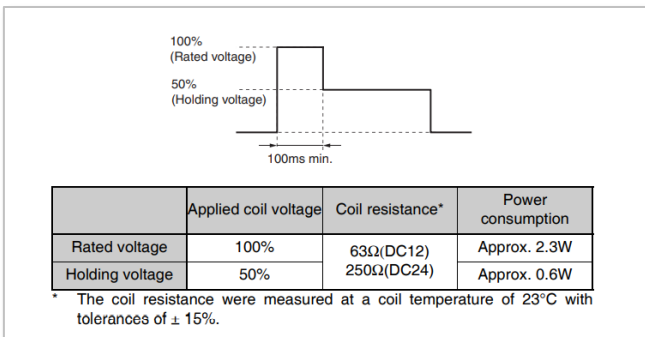 100%
(Rated voltage)
50%
(Holding voltage)
100ms min.
Applied coil voltage Coil resistance* Power consumption
Rated voltage 100% 63Ω(DC12) Approx. 2.3W
Holding voltage 50% 250Ω(DC24) Approx. 0.6W
* The coil resistance were measured at a coil temperature of 23°C with
tolerances of ± 15%.